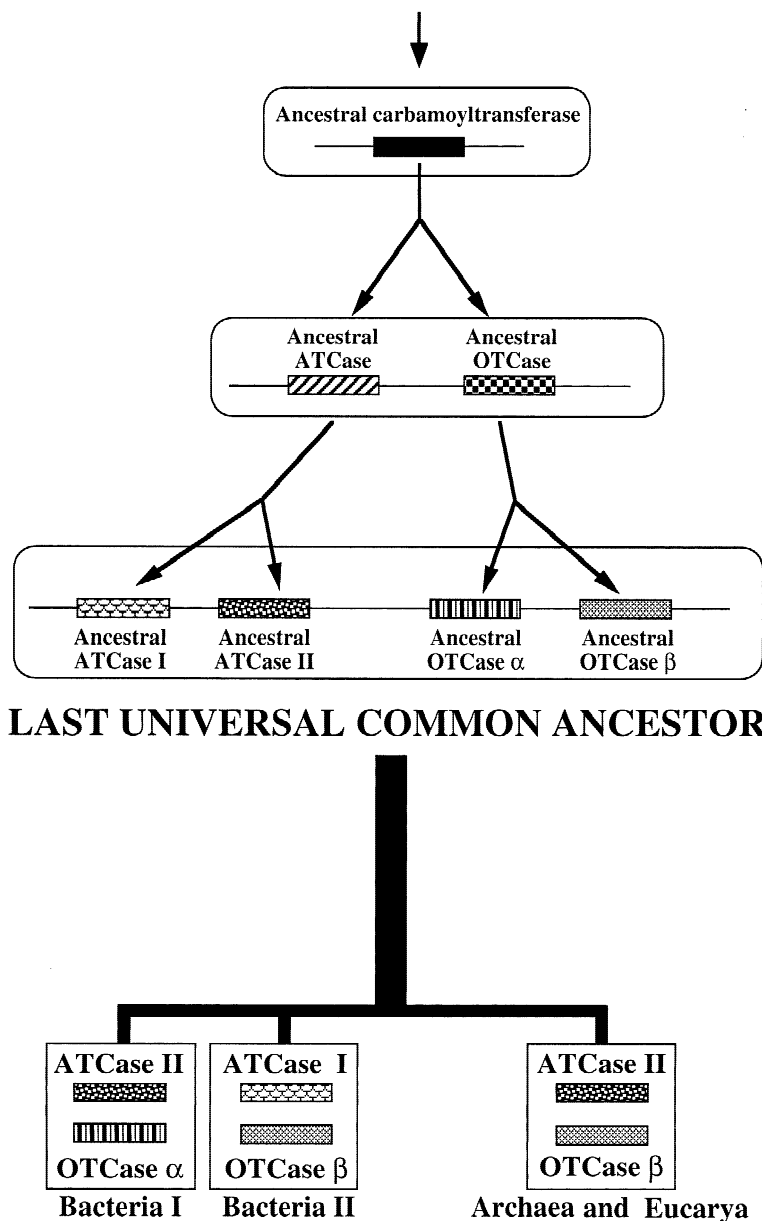 Ancestral carbamoyltransferase
Ancestral ATCase
Ancestral OTCase
Ancestral ATCase I
Ancestral ATCase II
Ancestral OTCase α
Ancestral OTCase β
LAST UNIVERSAL COMMON ANCESTOR
ATCase II
OTCase α
Bacteria I
ATCase I
OTCase β
Bacteria II
ATCase II
OTCase β
Archaea and Eucarya